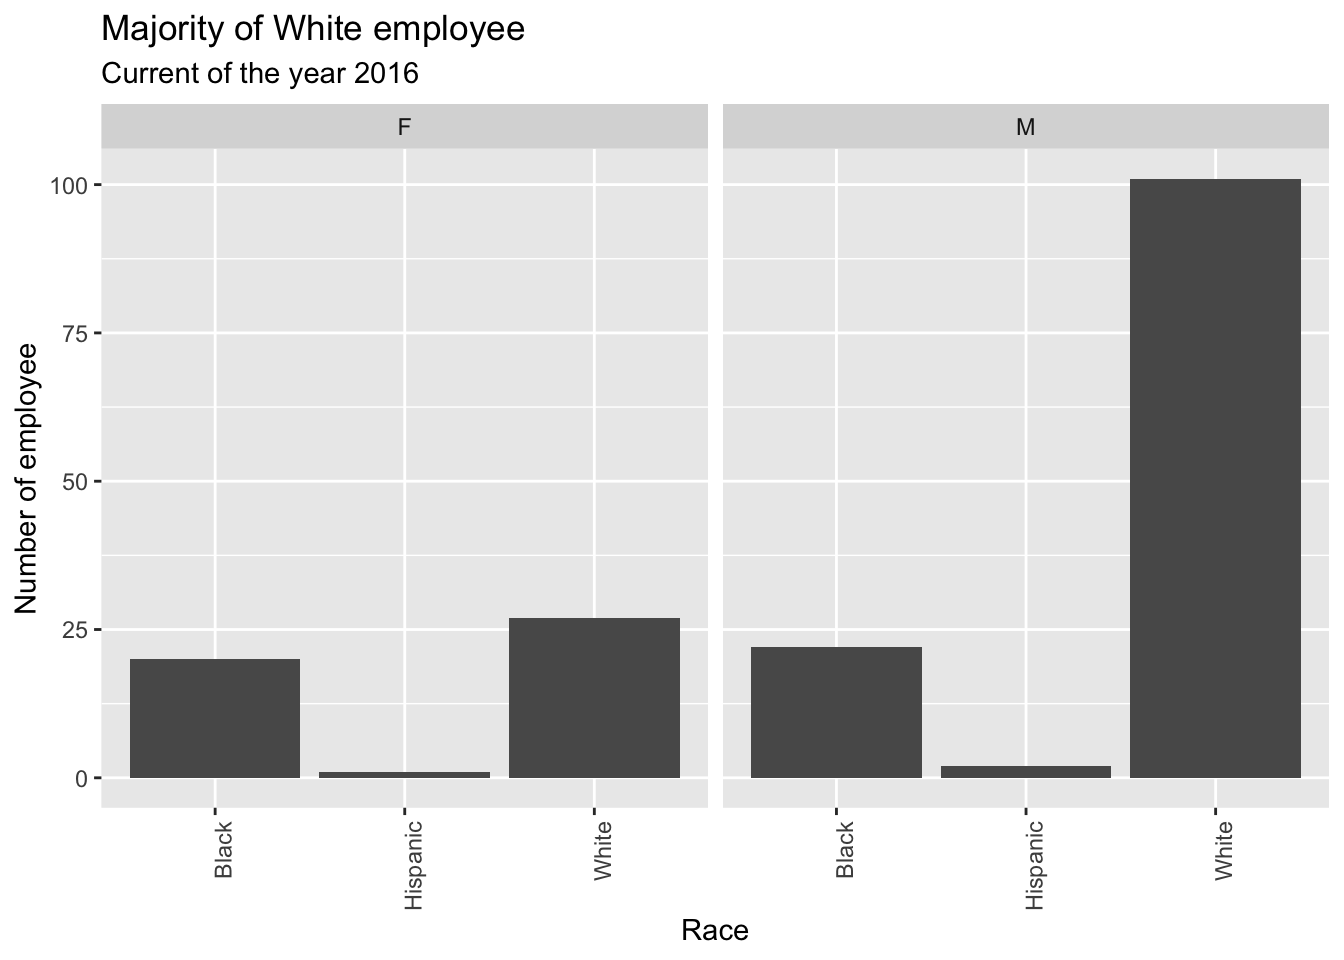 Majority of White employee
Current of the year 2016
F
M
Number of employee
100
75
50
25
0
Black
Hispanic
White
Black
Hispanic
White
Race